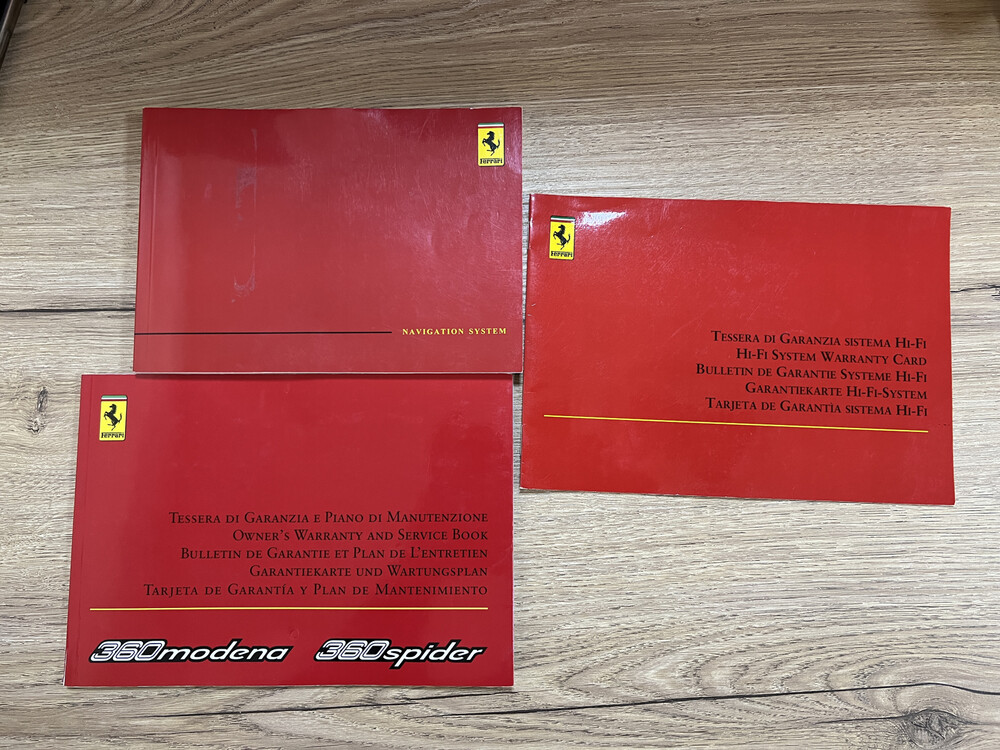 Ferrari
NAVIGATION SYSTEM
Ferrari
TESSERA DI GARANZIA SISTEMA HI-FI
HI-FI SYSTEM WARRANTY CARD
BULLETIN DE GARANTIE SYSTEME HI-FI
GARANTIEKARTE HI-FI-SYSTEM
TARJETA DE GARANTÍA SISTEMA HI-FI
Ferrari
TESSERA DI GARANZIA E PIANO DI MANUTENZIONE
OWNER'S WARRANTY AND SERVICE BOOK
BULLETIN DE GARANTIE ET PLAN DE L'ENTRETIEN
GARANTIEKARTE UND WARTUNGSPLAN
TARJETA DE GARANTÍA Y PLAN DE MANTENIMIENTO
360modena 360spider